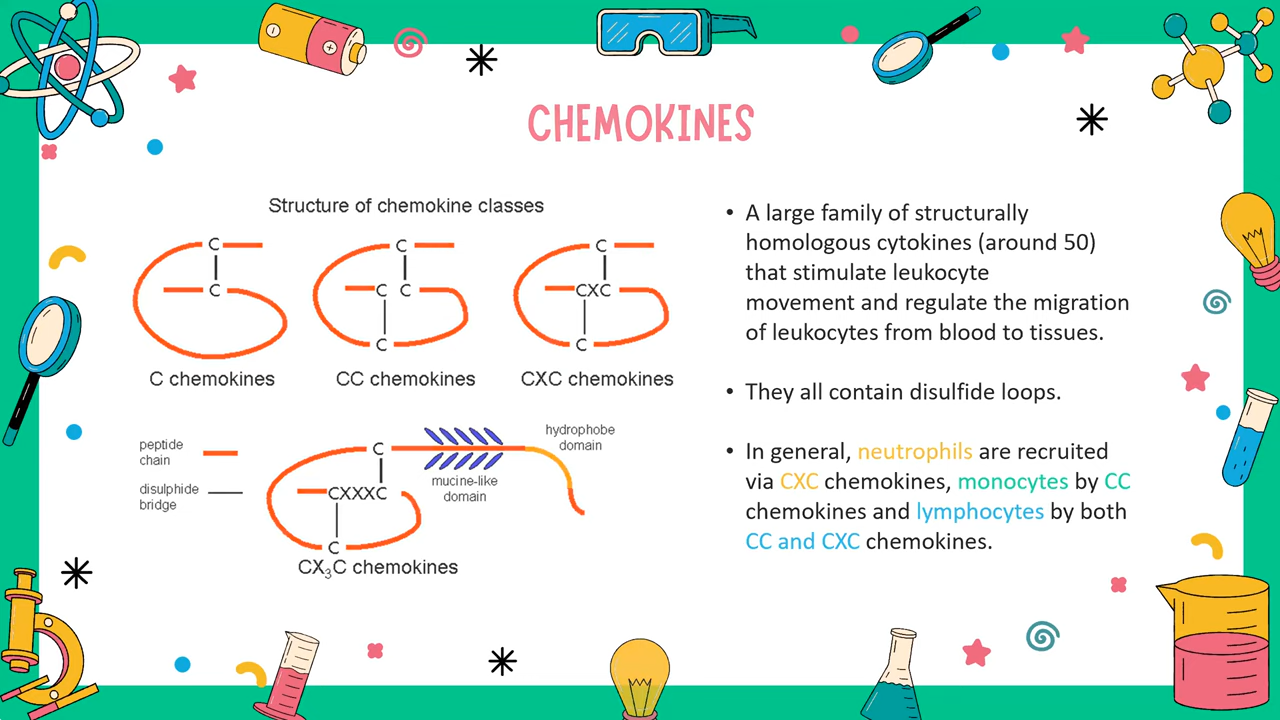 CHEMOKINES
Structure of chemokine classes
C
C
C chemokines
C
C C
C
CC chemokines
C
CXC
C
CXC chemokines
peptide
chain
disulphide
bridge
C
CXXXC
C
mucine-like
domain
hydrophobe
domain
CX₃C chemokines
• A large family of structurally
homologous cytokines (around 50)
that stimulate leukocyte
movement and regulate the migration
of leukocytes from blood to tissues.
• They all contain disulfide loops.
• In general, neutrophils are recruited
via CXC chemokines, monocytes by CC
chemokines and lymphocytes by both
CC and CXC chemokines.